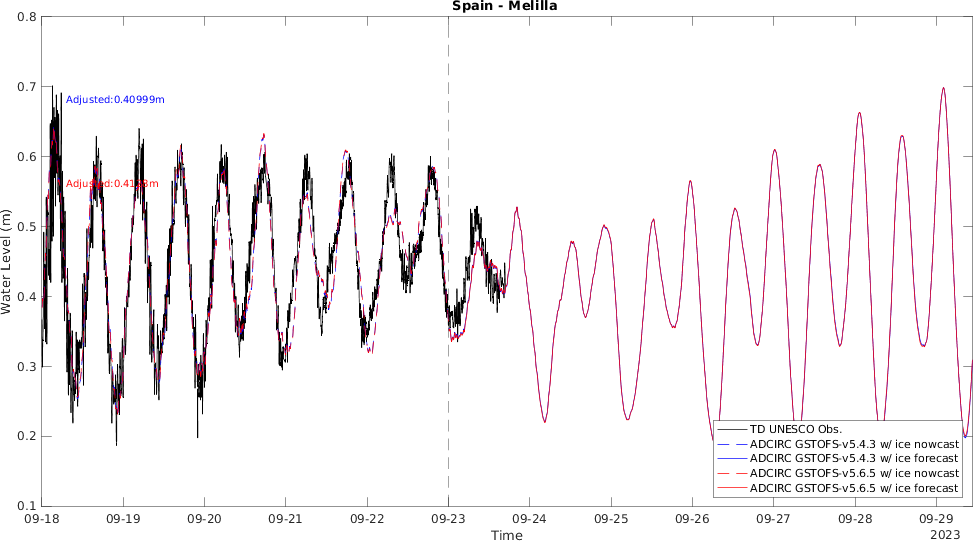 Spain - Melilla
0.8
0.7
0.6
0.5
0.4
0.3
0.2
0.1
Water Level (m)
Adjusted:0.40999m
TD UNESCO Obs.
ADCIRC GSTOFS-v5.4.3 w/ ice nowcast
ADCIRC GSTOFS-v5.4.3 w/ ice forecast
ADCIRC GSTOFS-v5.6.5 w/ ice nowcast
ADCIRC GSTOFS-v5.6.5 w/ ice forecast
09-18 09-19 09-20 09-21 09-22 09-23 09-24 09-25 09-26 09-27 09-28 09-29
2023
Time